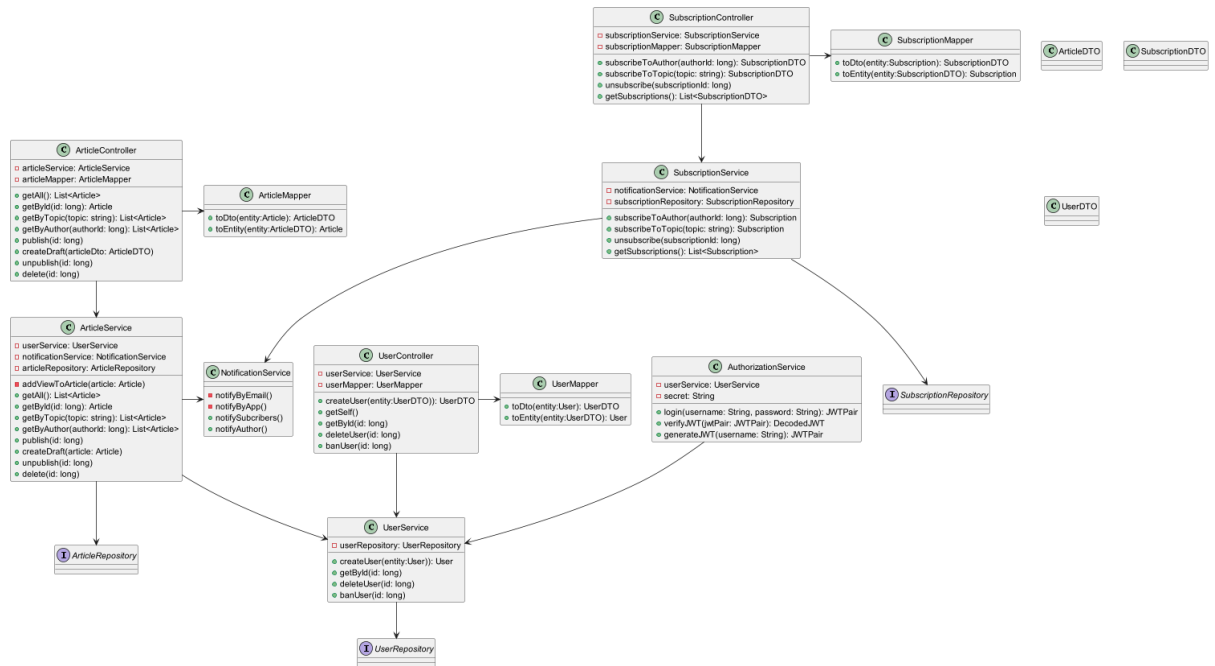 C SubscriptionController
subscriptionService: SubscriptionService
subscriptionMapper: SubscriptionMapper
subscribeToAuthor(authorId: long): SubscriptionDTO
subscribeToTopic(topic: string): SubscriptionDTO
unsubscribe(subscriptionId: long)
getSubscriptions(): List<SubscriptionDTO>
C SubscriptionMapper
toDto(entity:Subscription): SubscriptionDTO
toEntity(entity:SubscriptionDTO): Subscription
C ArticleDTO
C SubscriptionDTO
C ArticleController
articleService: ArticleService
articleMapper: ArticleMapper
getAll(): List<Article>
getById(id: long): Article
getByTopic(topic: string): List<Article>
getByAuthor(authorId: long): List<Article>
publish(id: long)
createDraft(articleDto: ArticleDTO)
unpublish(id: long)
delete(id: long)
C ArticleMapper
toDto(entity:Article): ArticleDTO
toEntity(entity:ArticleDTO): Article
C SubscriptionService
notificationService: NotificationService
subscriptionRepository: SubscriptionRepository
subscribeToAuthor(authorId: long): Subscription
subscribeToTopic(topic: string): Subscription
unsubscribe(subscriptionId: long)
getSubscriptions(): List<Subscription>
C UserDTO
C ArticleService
userService: UserService
notificationService: NotificationService
articleRepository: ArticleRepository
addViewToArticle(article: Article)
getAll(): List<Article>
getById(id: long): Article
getByTopic(topic: string): List<Article>
getByAuthor(authorId: long): List<Article>
publish(id: long)
createDraft(article: Article)
unpublish(id: long)
delete(id: long)
C NotificationService
notifyByEmail()
notifyByApp()
notifySubcribers()
notifyAuthor()
C UserController
userService: UserService
userMapper: UserMapper
createUser(entity:UserDTO)): UserDTO
getSelf()
getById(id: long)
deleteUser(id: long)
banUser(id: long)
C UserMapper
toDto(entity:User): UserDTO
toEntity(entity:UserDTO): User
C AuthorizationService
userService: UserService
secret: String
login(username: String, password: String): JWTPair
verifyJWT(jwtPair: JWTPair): DecodedJWT
generateJWT(username: String): JWTPair
I SubscriptionRepository
C UserService
userRepository: UserRepository
createUser(entity:User)): User
getById(id: long)
deleteUser(id: long)
banUser(id: long)
I ArticleRepository
I UserRepository